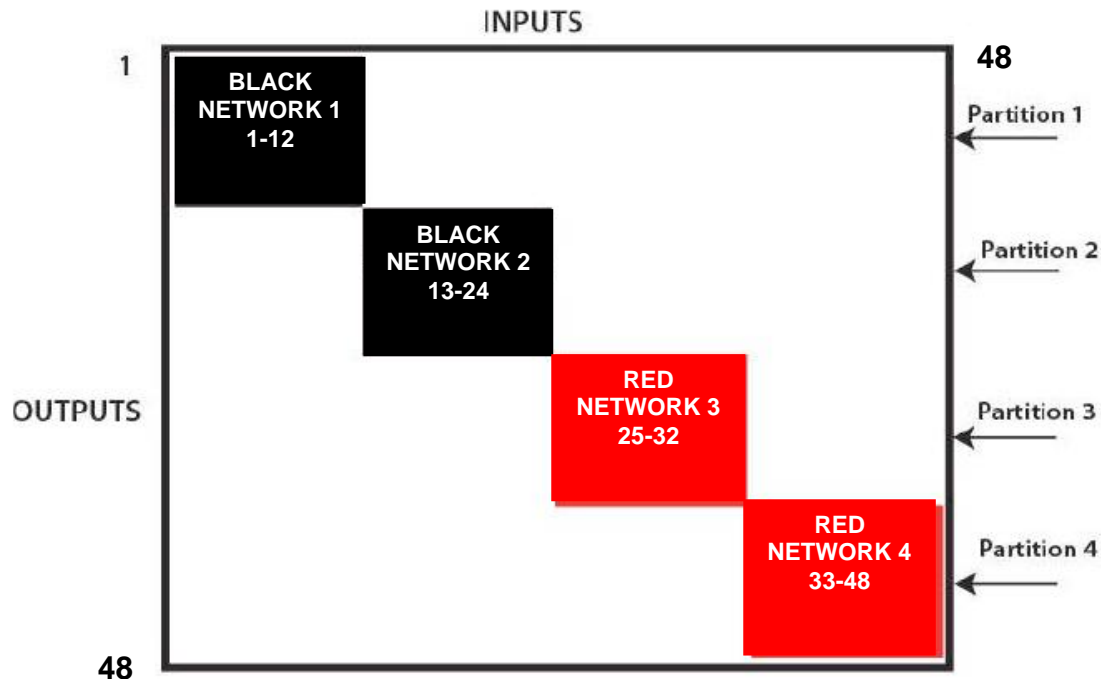 INPUTS
1
48
BLACK
NETWORK 1
1-12
Partition 1
BLACK
NETWORK 2
13-24
Partition 2
RED
NETWORK 3
25-32
OUTPUTS
Partition 3
RED
NETWORK 4
33-48
Partition 4
48